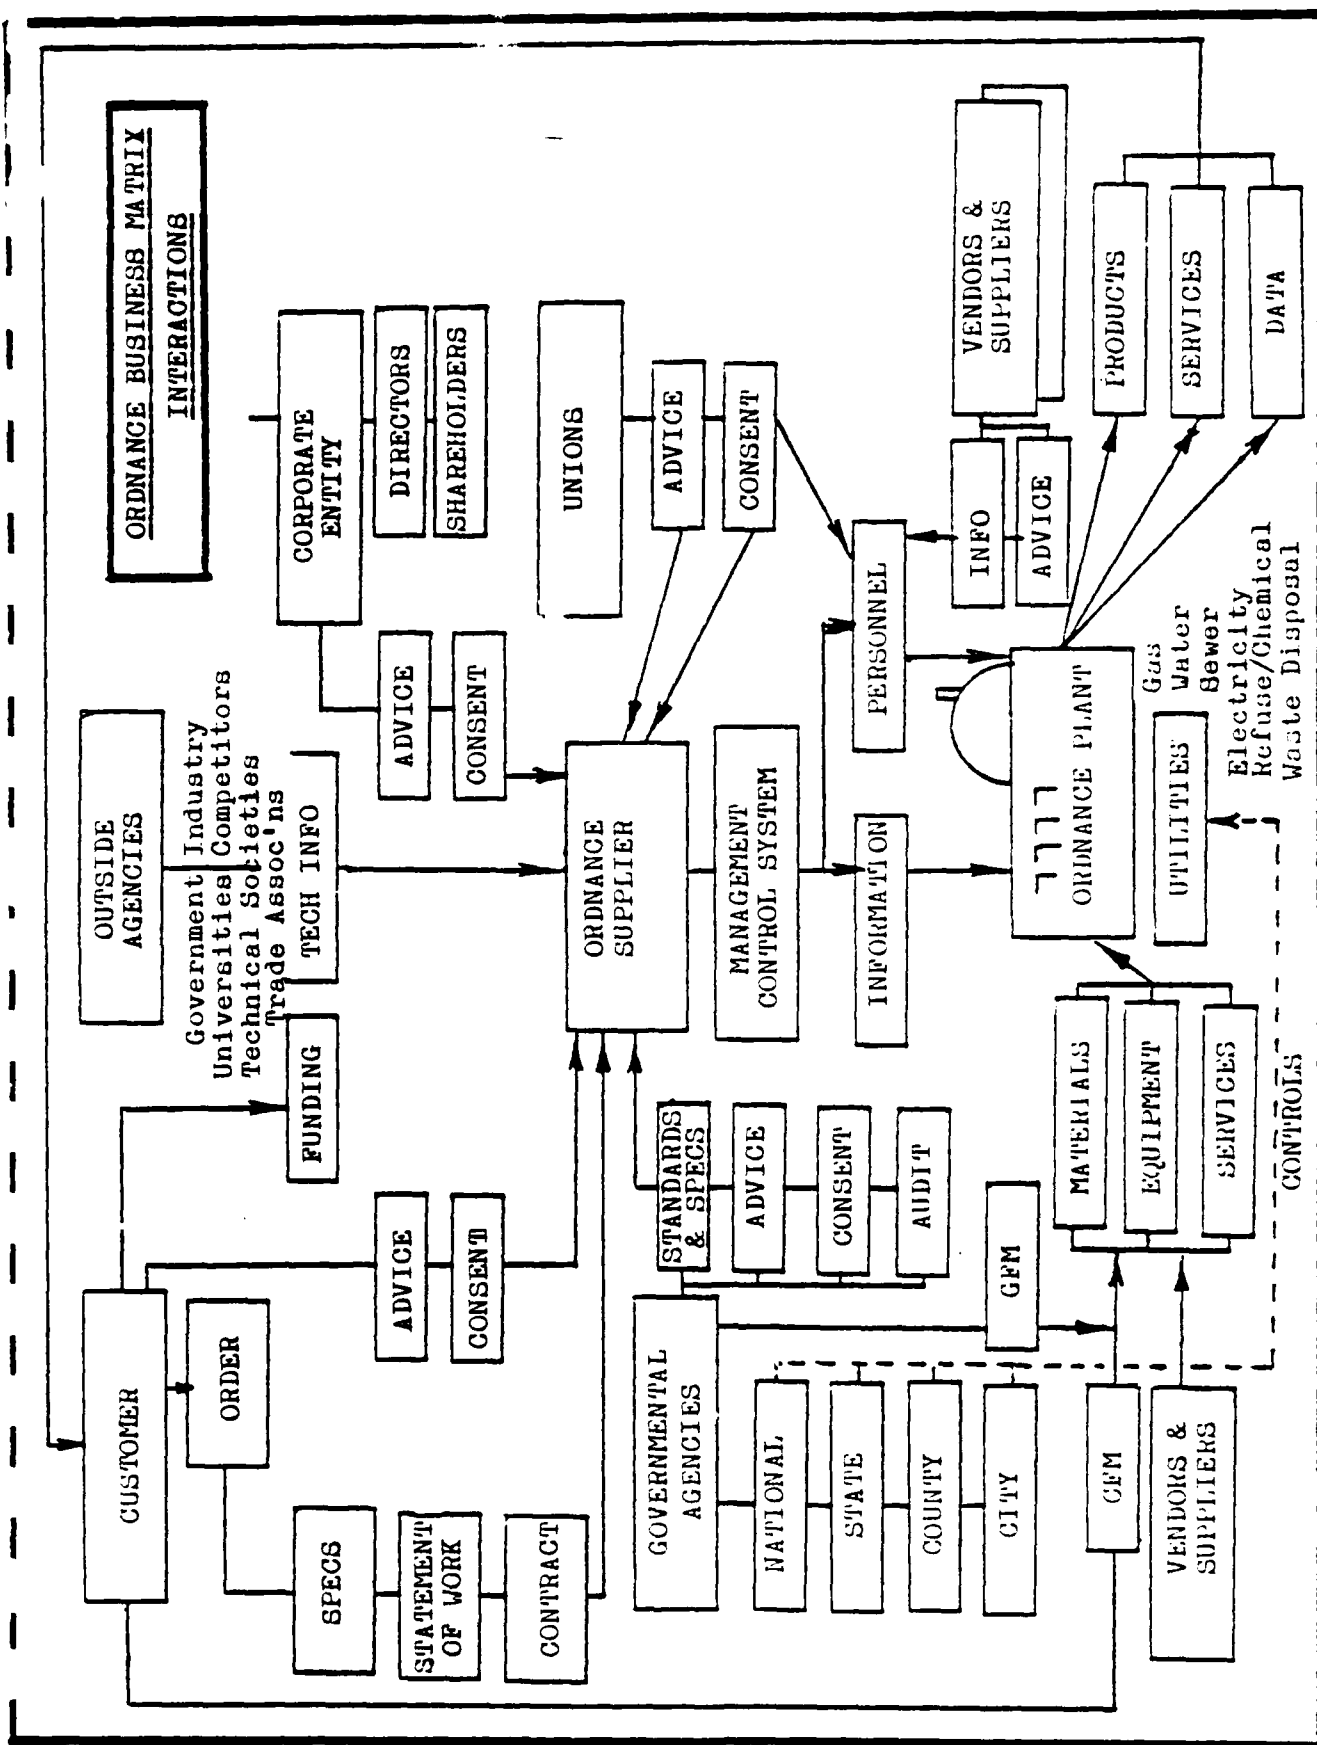 ORDNANCE BUSINESS MATRIX
INTERACTIONS
OUTSIDE
AGENCIES
Government Industry
Universities Competitors
Technical Societies
Trade Assoc'ns
TECH INFO
CUSTOMER
ORDER
FUNDING
SPECS
STATEMENT
OF WORK
CONTRACT
ADVICE
CONSENT
CORPORATE
ENTITY
DIRECTORS
SHAREHOLDERS
ADVICE
CONSENT
UNIONS
ADVICE
CONSENT
ORDNANCE
SUPPLIER
MANAGEMENT
CONTROL SYSTEM
INFORMATION
PERSONNEL
GOVERNMENTAL
AGENCIES
STANDARDS
& SPECS
ADVICE
CONSENT
AUDIT
NATIONAL
STATE
COUNTY
CITY
GFM
CFM
VENDORS &
SUPPLIERS
MATERIALS
EQUIPMENT
SERVICES
CONTROLS
ORDNANCE PLANT
UTILITIES
Gas
Water
Sewer
Electricity
Refuse/Chemical
Waste Disposal
VENDORS &
SUPPLIERS
INFO
ADVICE
PRODUCTS
SERVICES
DATA